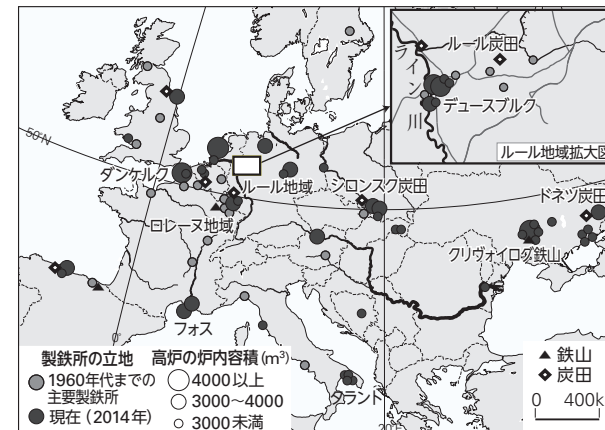 ルール炭田
ライン川
デュースブルク
ルール地域拡大図
50°N
ダンケルク
ルール地域
シロンスク炭田
ドネツ炭田
ロレーヌ地域
クリヴォイログ鉄山
0°
フォス
タラント
20°
製鉄所の立地
1960年代までの
主要製鉄所
現在(2014年)
高炉の炉内容積(m³)
4000以上
3000〜4000
3000未満
▲鉄山
炭田
0 400k